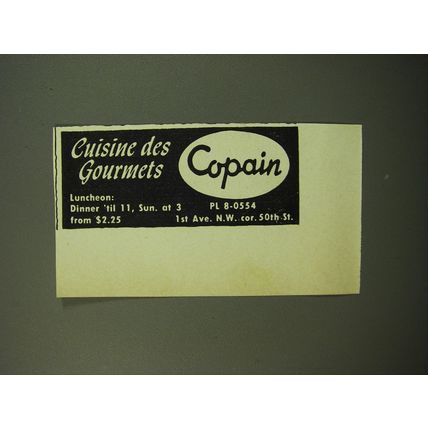 Cuisine des
Gourmets
Copain
Luncheon:
Dinner 'til 11, Sun. at 3
from $2.25
PL 8-0554
1st Ave. N.W. cor. 50th St.